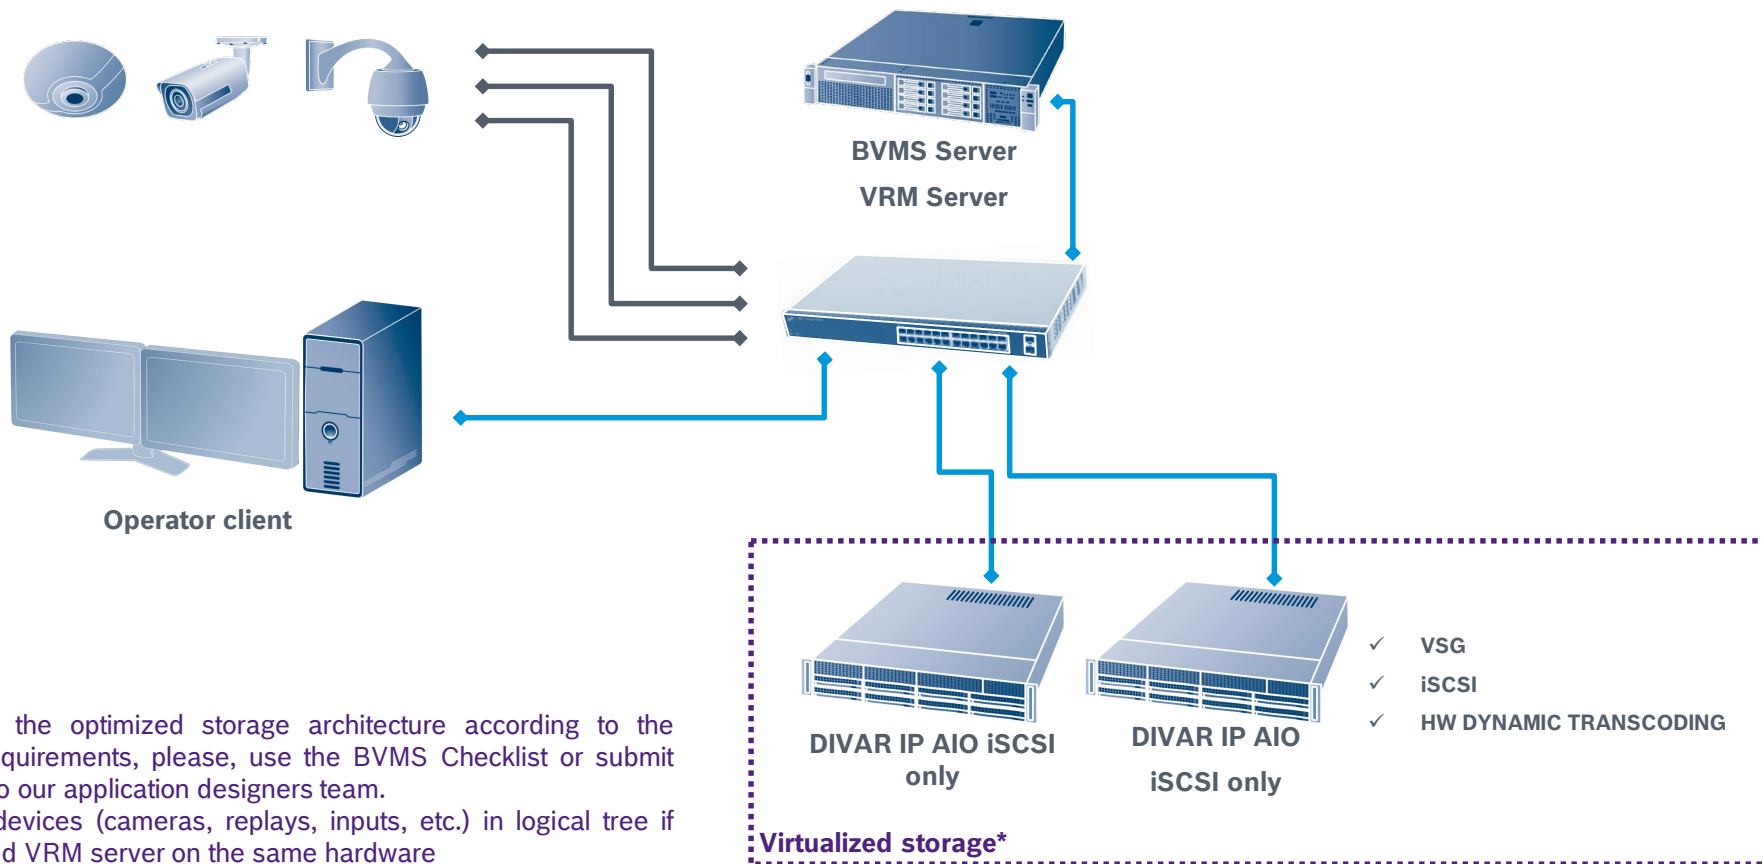 BVMS Server
VRM Server
Operator client
DIVAR IP AIO iSCSI
only
DIVAR IP AIO
iSCSI only
✓ VSG
✓ iSCSI
✓ HW DYNAMIC TRANSCODING
Virtualized storage*
the optimized storage architecture according to the
quirements, please, use the BVMS Checklist or submit
o our application designers team.
devices (cameras, replays, inputs, etc.) in logical tree if
d VRM server on the same hardware